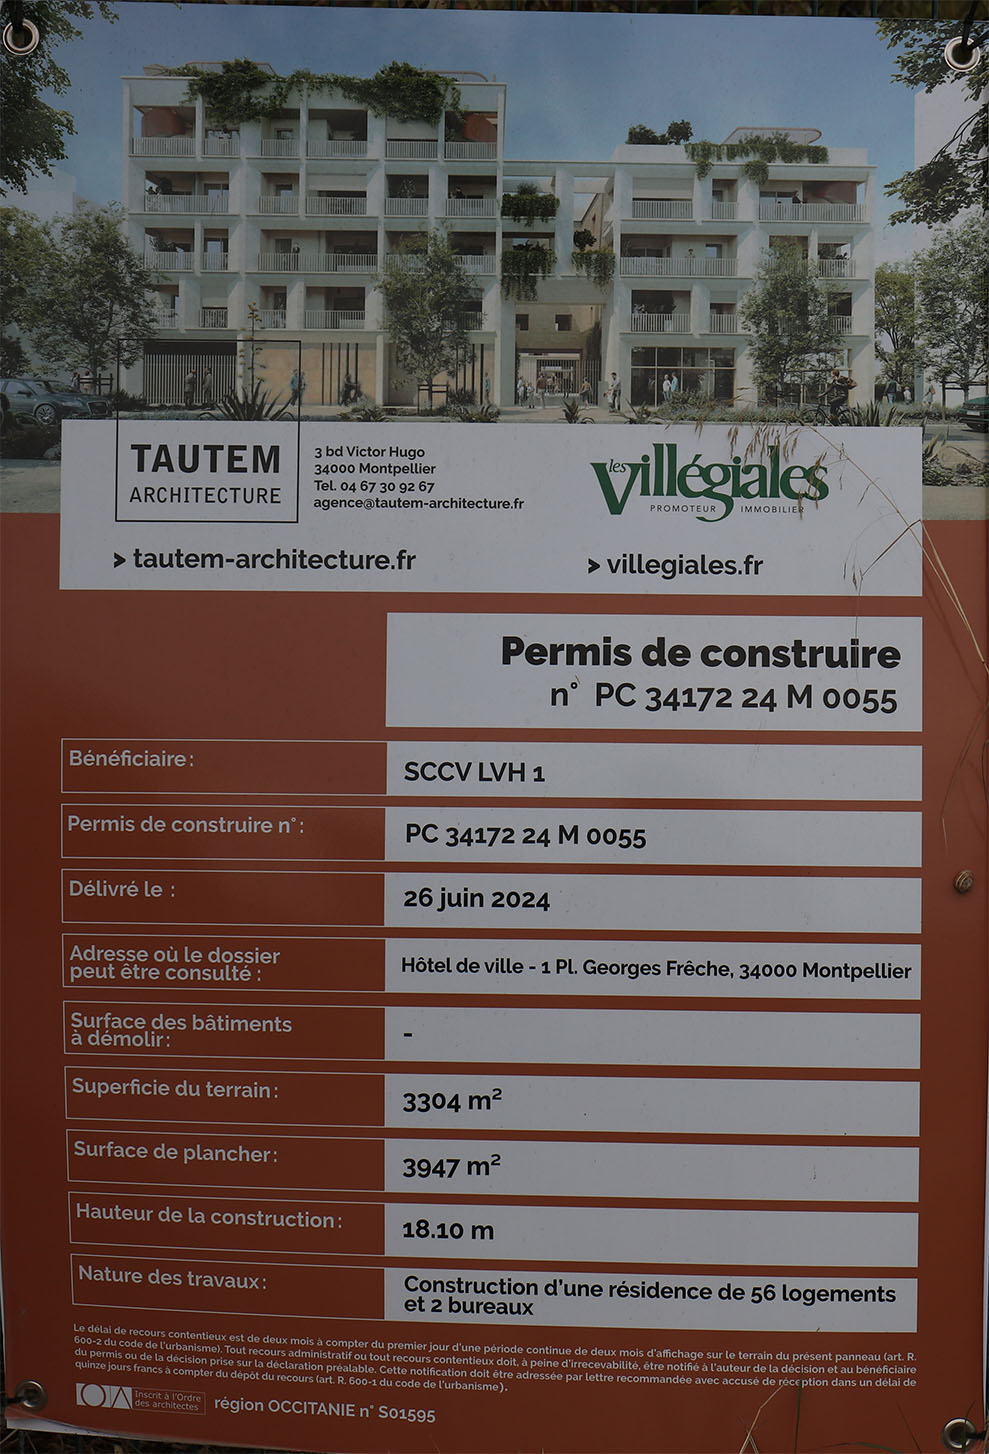 TAUTEM
ARCHITECTURE
3 bd Victor Hugo
34000 Montpellier
Tel. 04 67 30 92 67
agence@tautem-architecture.fr
les Villégiales
PROMOTEUR IMMOBILIER
> tautem-architecture.fr
> villegiales.fr
Permis de construire
n° PC 34172 24 M 0055
Bénéficiaire :
SCCV LVH 1
Permis de construire n° :
PC 34172 24 M 0055
Délivré le :
26 juin 2024
Adresse où le dossier
peut être consulté :
Hôtel de ville - 1 Pl. Georges Frêche, 34000 Montpellier
Surface des bâtiments
à démolir :
-
Superficie du terrain :
3304 m²
Surface de plancher :
3947 m²
Hauteur de la construction :
18.10 m
Nature des travaux :
Construction d'une résidence de 56 logements
et 2 bureaux
Le délai de recours contentieux est de deux mois à compter du premier jour d'une période continue de deux mois d'affichage sur le terrain du présent panneau (art. R.
600-2 du code de l'urbanisme). Tout recours administratif ou tout recours contentieux doit, à peine d'irrecevabilité, être notifié à l'auteur de la décision et au bénéficiaire
du permis ou de la décision prise sur la déclaration préalable. Cette notification doit être adressée par lettre recommandée avec accusé de réception dans un délai de
quinze jours francs à compter du dépôt du recours (art. R. 600-1 du code de l'urbanisme).
Inscrit à l'Ordre
des architectes
région OCCITANIE n° S01595